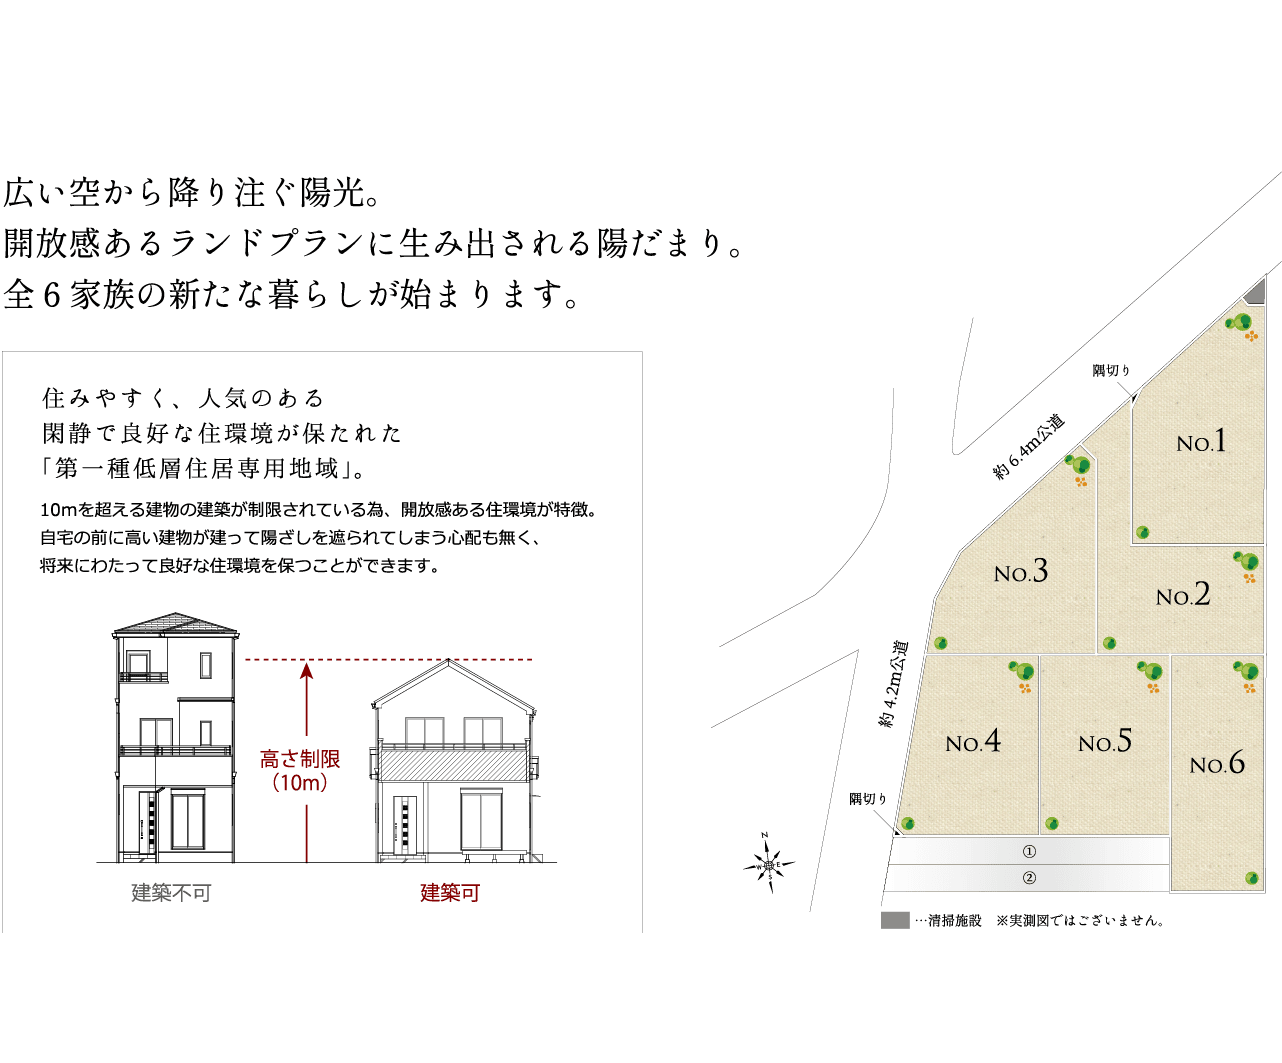 広い空から降り注ぐ陽光。
開放感あるランドプランに生み出される陽だまり。
全6家族の新たな暮らしが始まります。
住みやすく、人気のある
閑静で良好な住環境が保たれた
「第一種低層住居専用地域」。
10mを超える建物の建築が制限されている為、開放感ある住環境が特徴。
自宅の前に高い建物が建って陽ざしを遮られてしまう心配も無く、
将来にわたって良好な住環境を保つことができます。
高さ制限
(10m)
建築不可
建築可
隅切り
約6.4m公道
No.1
No.3
No.2
約4.2m公道
No.4
No.5
No.6
隅切り
①
②
N
W
E
S
…清掃施設　※実測図ではございません。